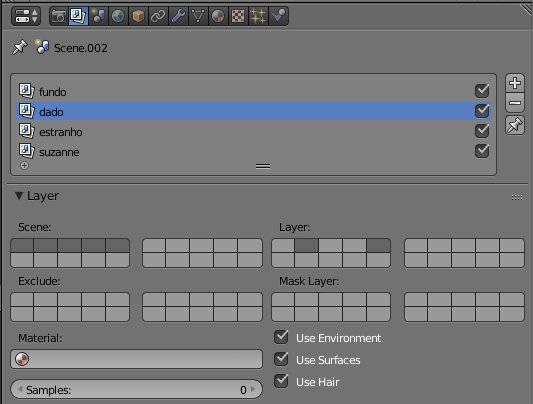 Scene.002
fundo
dado
estranho
suzanne
Layer
Scene: Layer:
Exclude: Mask Layer:
Material: Use Environment
Use Surfaces
Samples: 0 Use Hair